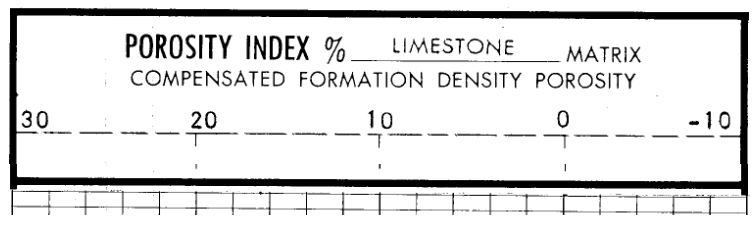 POROSITY INDEX % LIMESTONE MATRIX
COMPENSATED FORMATION DENSITY POROSITY
30 20 10 0 -10